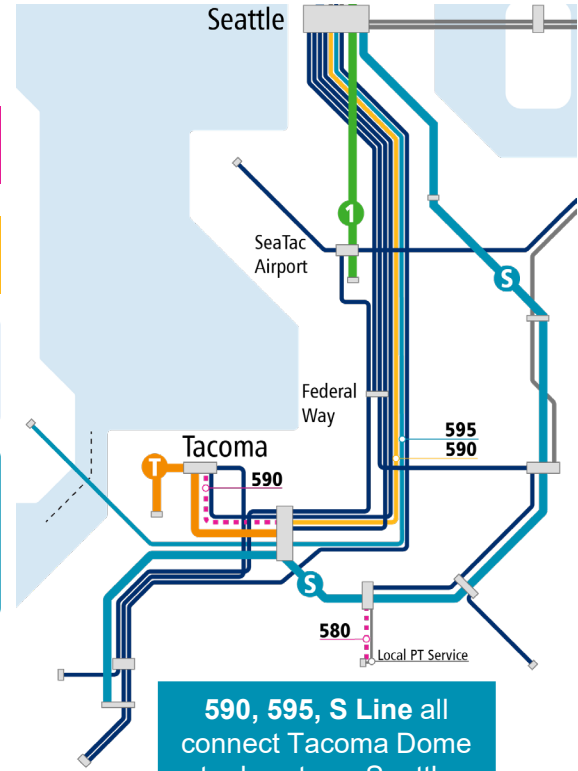 Seattle
1
SeaTac
Airport
S
Federal
Way
595
590
Tacoma
T
590
S
580
Local PT Service
590, 595, S Line all
connect Tacoma Dome